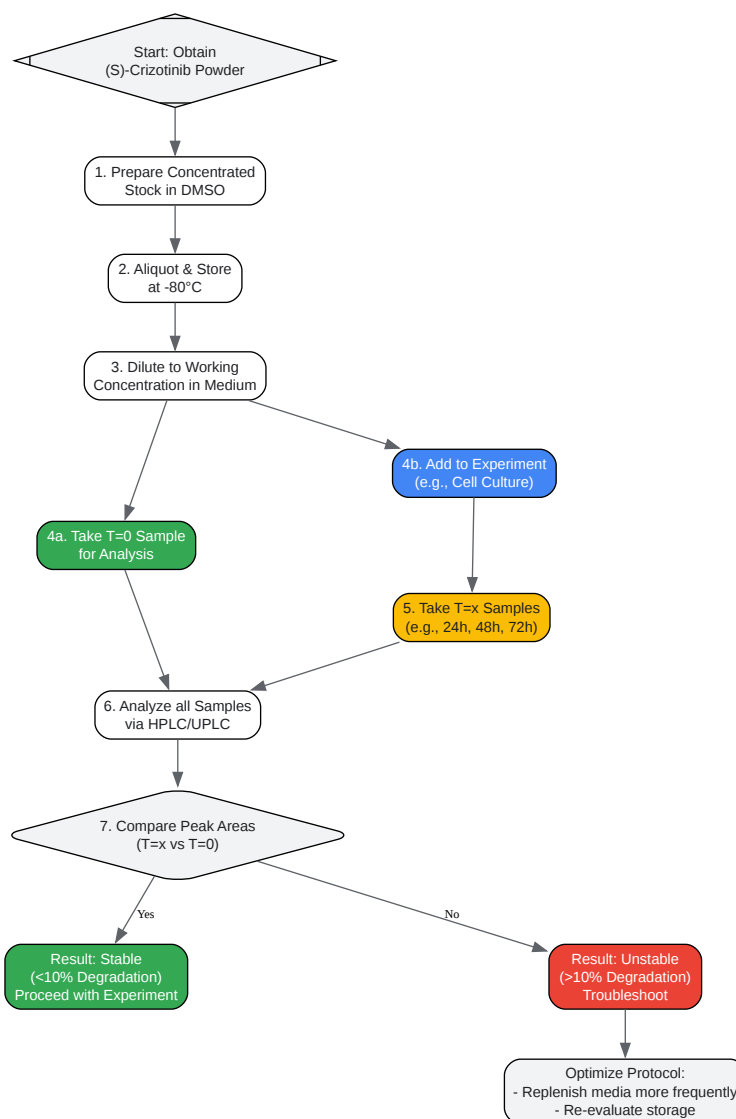 Start: Obtain
(S)-Crizotinib Powder
1. Prepare Concentrated
Stock in DMSO
2. Aliquot & Store
at -80°C
3. Dilute to Working
Concentration in Medium
4b. Add to Experiment
(e.g., Cell Culture)
4a. Take T=0 Sample
for Analysis
5. Take T=x Samples
(e.g., 24h, 48h, 72h)
6. Analyze all Samples
via HPLC/UPLC
7. Compare Peak Areas
(T=x vs T=0)
Yes
No
Result: Stable
(<10% Degradation)
Proceed with Experiment
Result: Unstable
(>10% Degradation)
Troubleshoot
Optimize Protocol:
- Replenish media more frequently
- Re-evaluate storage